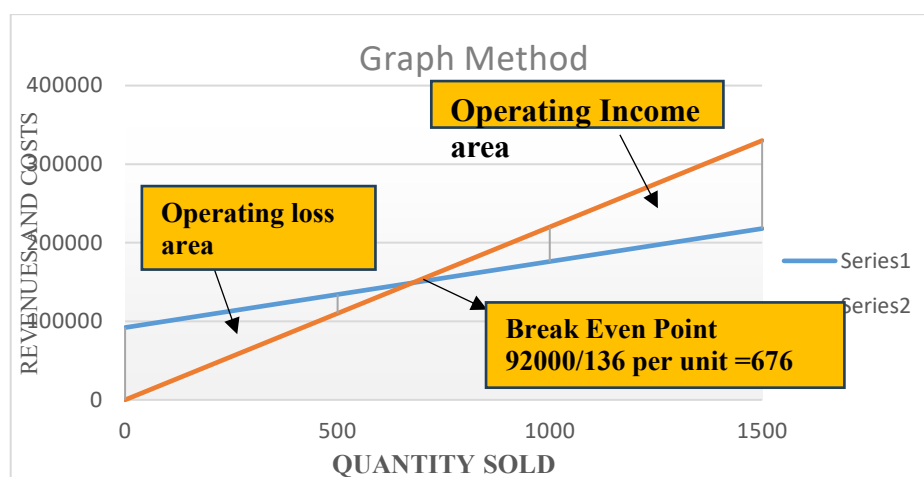 Graph Method
400000
300000
200000
100000
0
REVENUES AND COSTS
Operating Income
area
Operating loss
area
Break Even Point
92000/136 per unit =676
Series1
Series2
0 500 1000 1500
QUANTITY SOLD